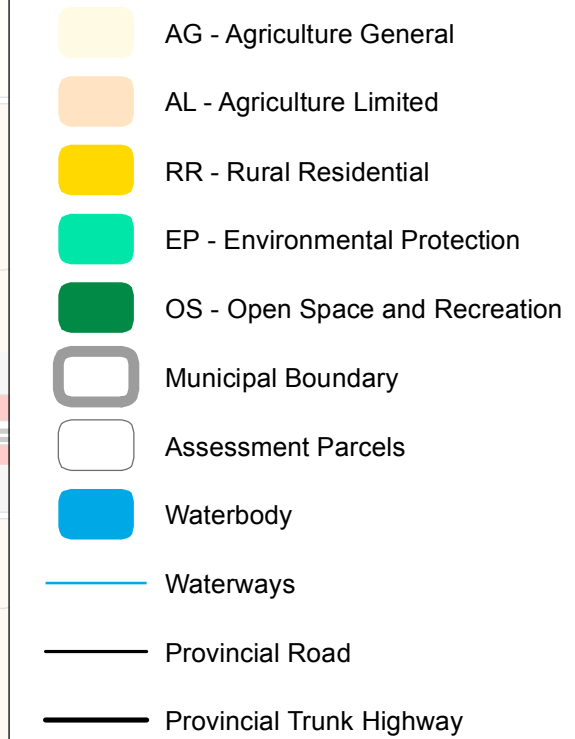 AG - Agriculture General
AL - Agriculture Limited
RR - Rural Residential
EP - Environmental Protection
OS - Open Space and Recreation
Municipal Boundary
Assessment Parcels
Waterbody
Waterways
Provincial Road
Provincial Trunk Highway